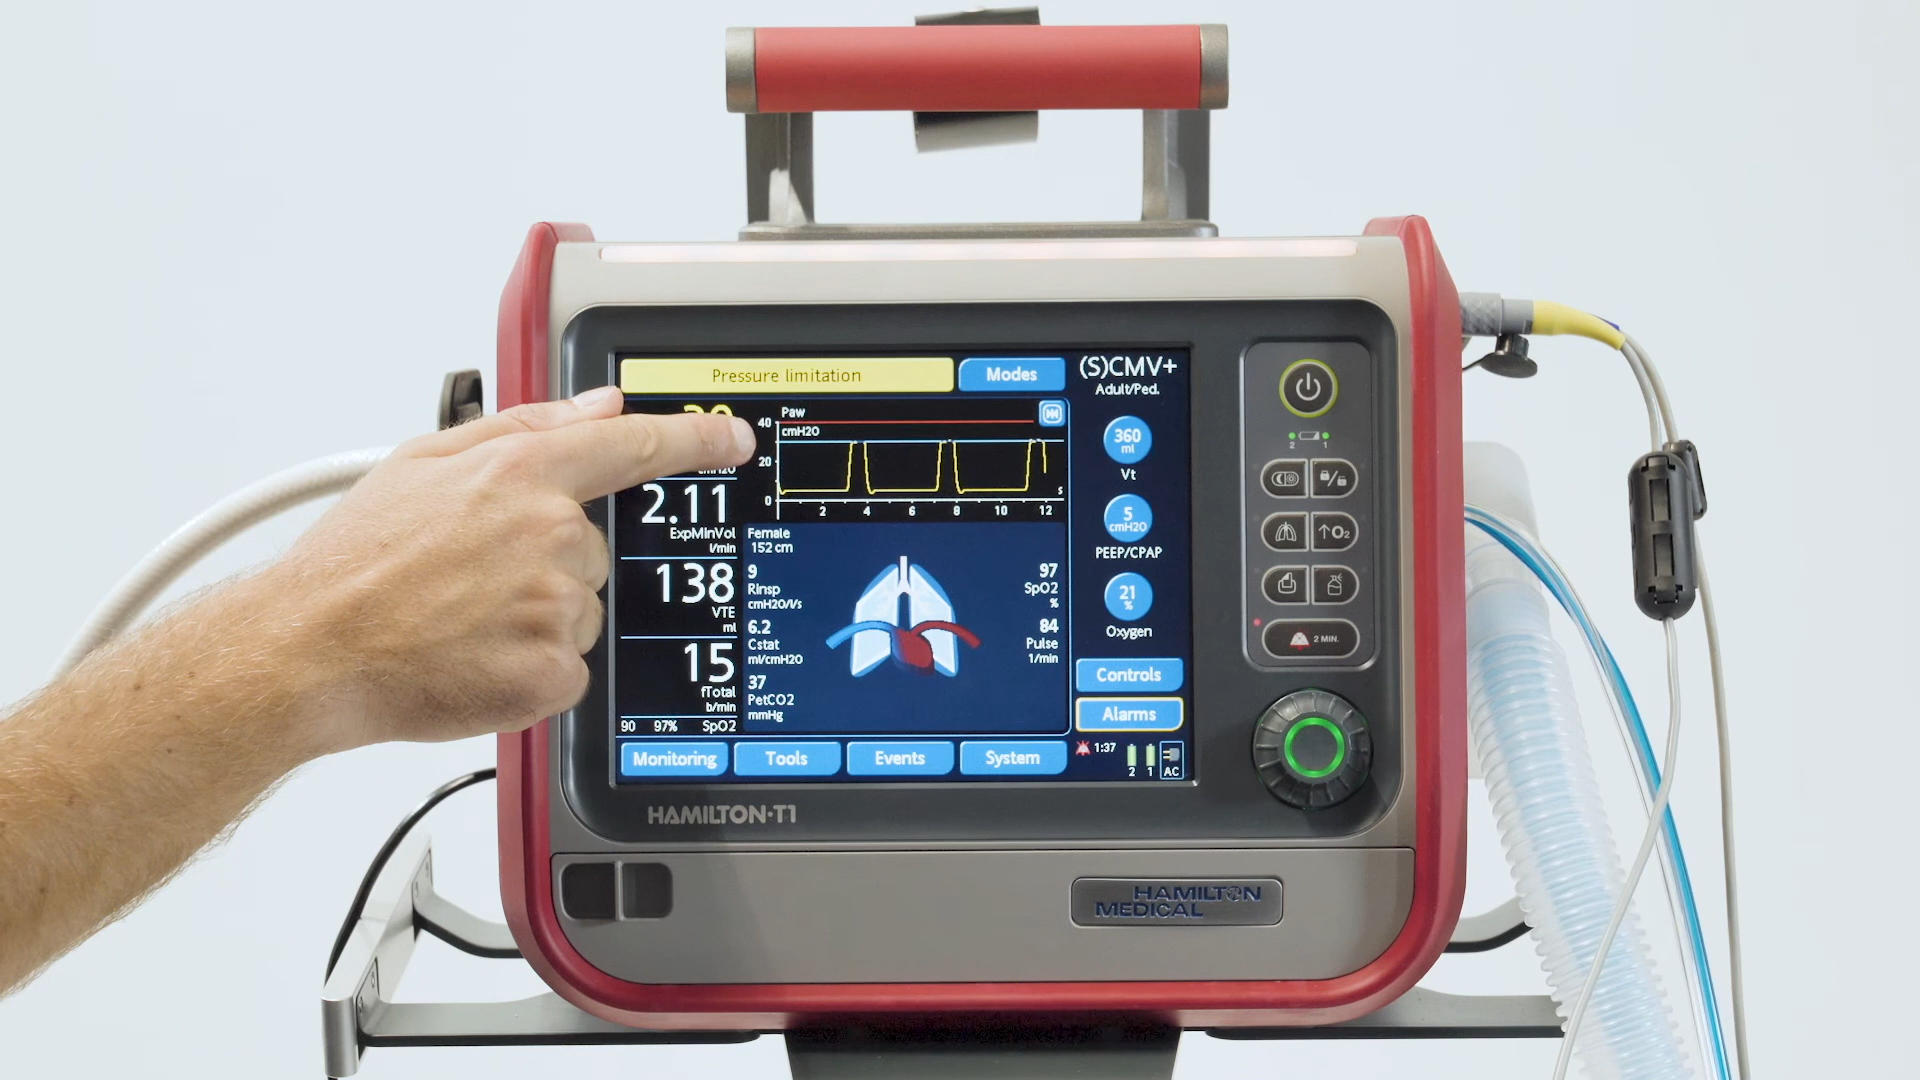 Pressure limitation
Modes
(S)CMV+
Adult/Ped.
Paw
cmH2O
40
20
0
2 4 6 8 10 12
s
cmH2O
2.11
ExpMinVol
l/min
138
VTE
ml
15
fTotal
b/min
90 97% SpO2
Female
152 cm
9
Rinsp
cmH2O/l/s
6.2
Cstat
ml/cmH2O
37
PetCO2
mmHg
97
SpO2
%
84
Pulse
1/min
360
ml
Vt
5
cmH2O
PEEP/CPAP
21
%
Oxygen
Controls
Alarms
Monitoring
Tools
Events
System
1:37
2 1 AC
2 1
O2
2 MIN.
HAMILTON·T1
HAMILTON
MEDICAL